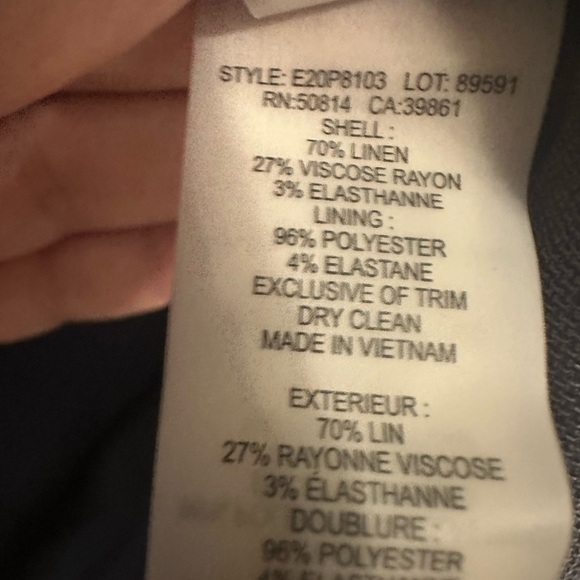 STYLE: E20P8103 LOT: 89591
RN:50814 CA:39861
SHELL :
70% LINEN
27% VISCOSE RAYON
3% ELASTHANNE
LINING :
96% POLYESTER
4% ELASTANE
EXCLUSIVE OF TRIM
DRY CLEAN
MADE IN VIETNAM
EXTERIEUR :
70% LIN
27% RAYONNE VISCOSE
3% ÉLASTHANNE
DOUBLURE :
96% POLYESTER